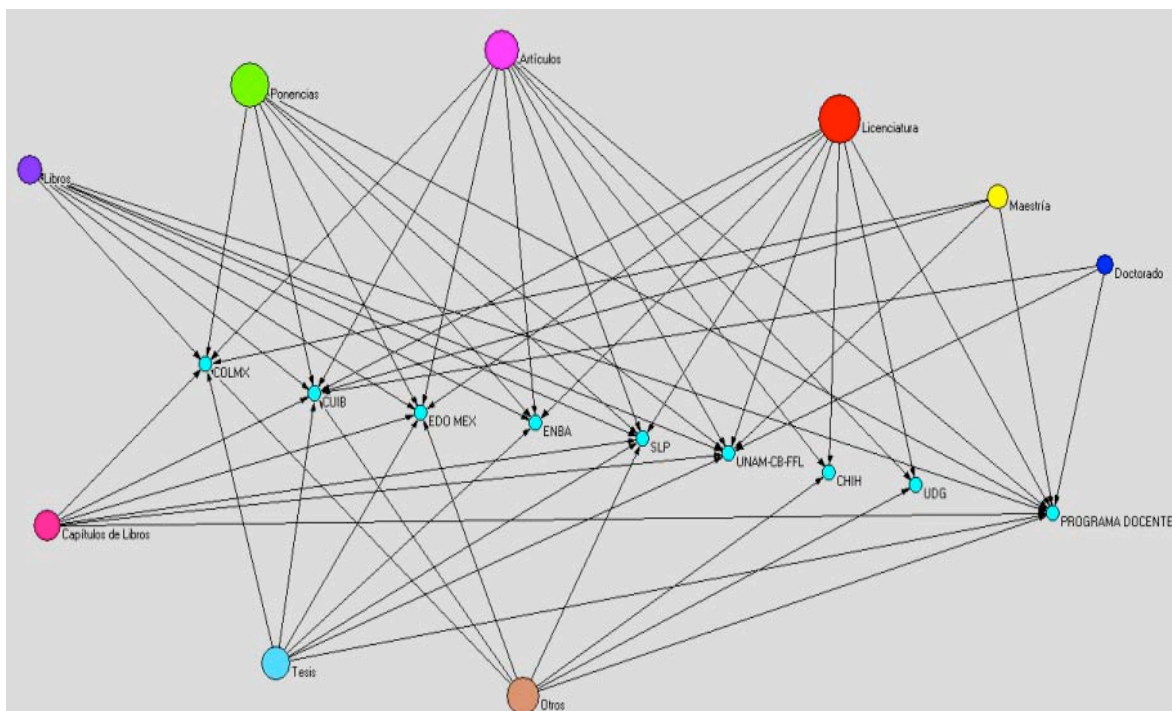 Artículos
Ponencias
Licenciatura
Libros
Maestría
Doctorado
COLMX
CUIB
EDO MEX
ENBA
SLP
UNAM-CB-FFL
CHIH
UDG
PROGRAMA DOCENTE
Capítulos de Libros
Tesis
Otros